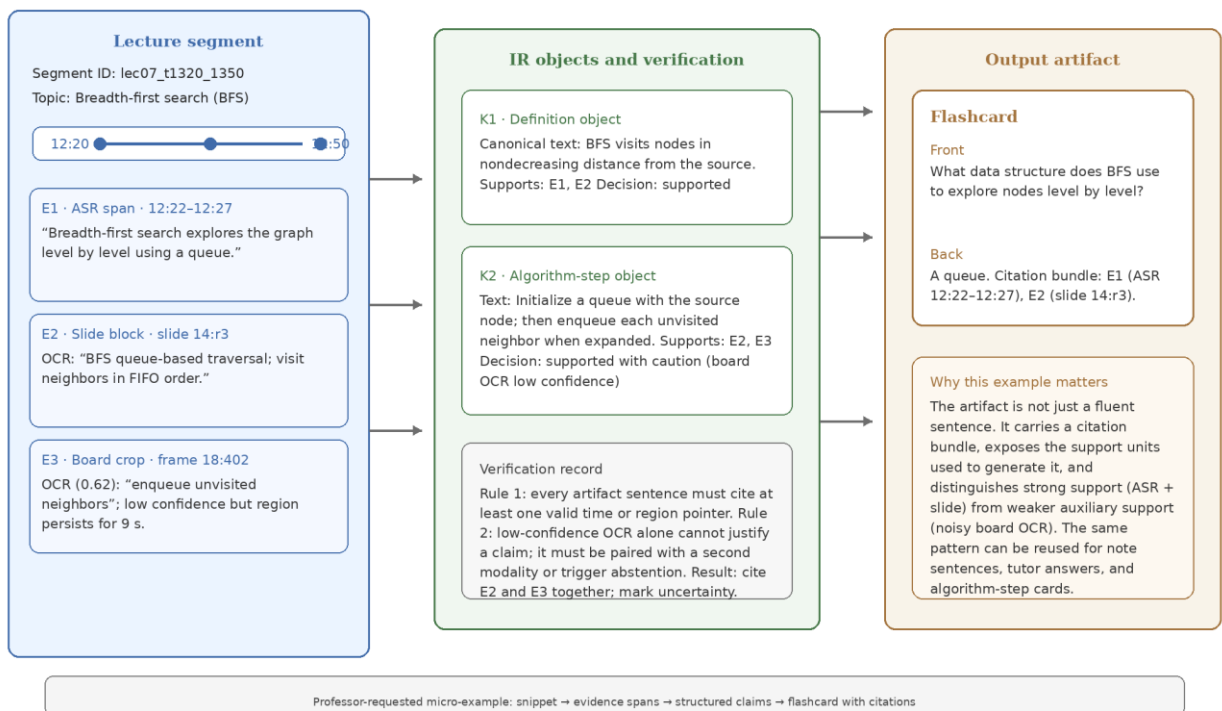 Lecture segment
Segment ID: lec07_t1320_1350
Topic: Breadth-first search (BFS)
12:20
:50
E1 · ASR span · 12:22–12:27
“Breadth-first search explores the graph
level by level using a queue.”
E2 · Slide block · slide 14:r3
OCR: “BFS queue-based traversal; visit
neighbors in FIFO order.”
E3 · Board crop · frame 18:402
OCR (0.62): “enqueue unvisited
neighbors”; low confidence but region
persists for 9 s.
IR objects and verification
K1 · Definition object
Canonical text: BFS visits nodes in
nondecreasing distance from the source.
Supports: E1, E2 Decision: supported
K2 · Algorithm-step object
Text: Initialize a queue with the source
node; then enqueue each unvisited
neighbor when expanded. Supports: E2, E3
Decision: supported with caution (board
OCR low confidence)
Verification record
Rule 1: every artifact sentence must cite at
least one valid time or region pointer. Rule
2: low-confidence OCR alone cannot justify
a claim; it must be paired with a second
modality or trigger abstention. Result: cite
E2 and E3 together; mark uncertainty.
Output artifact
Flashcard
Front
What data structure does BFS use
to explore nodes level by level?
Back
A queue. Citation bundle: E1 (ASR
12:22–12:27), E2 (slide 14:r3).
Why this example matters
The artifact is not just a fluent
sentence. It carries a citation
bundle, exposes the support units
used to generate it, and
distinguishes strong support (ASR +
slide) from weaker auxiliary support
(noisy board OCR). The same
pattern can be reused for note
sentences, tutor answers, and
algorithm-step cards.
Professor-requested micro-example: snippet → evidence spans → structured claims → flashcard with citations